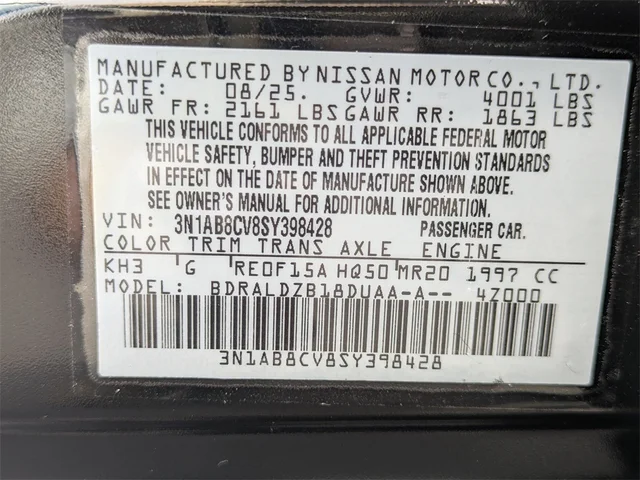 MANUFACTURED BY NISSAN MOTOR CO., LTD.
DATE: 08/25. GVWR: 4001 LBS
GAWR FR: 2161 LBS GAWR RR: 1863 LBS
THIS VEHICLE CONFORMS TO ALL APPLICABLE FEDERAL MOTOR
VEHICLE SAFETY, BUMPER AND THEFT PREVENTION STANDARDS
IN EFFECT ON THE DATE OF MANUFACTURE SHOWN ABOVE.
SEE OWNER'S MANUAL FOR ADDITIONAL INFORMATION.
VIN: 3N1AB8CV8SY398428 PASSENGER CAR.
COLOR TRIM TRANS AXLE ENGINE
KH3 G RE0F15A HQ50 MR20 1997 CC
MODEL: BDRALDZB18DUAA-A-- 47000
3N1AB8CV8SY398428